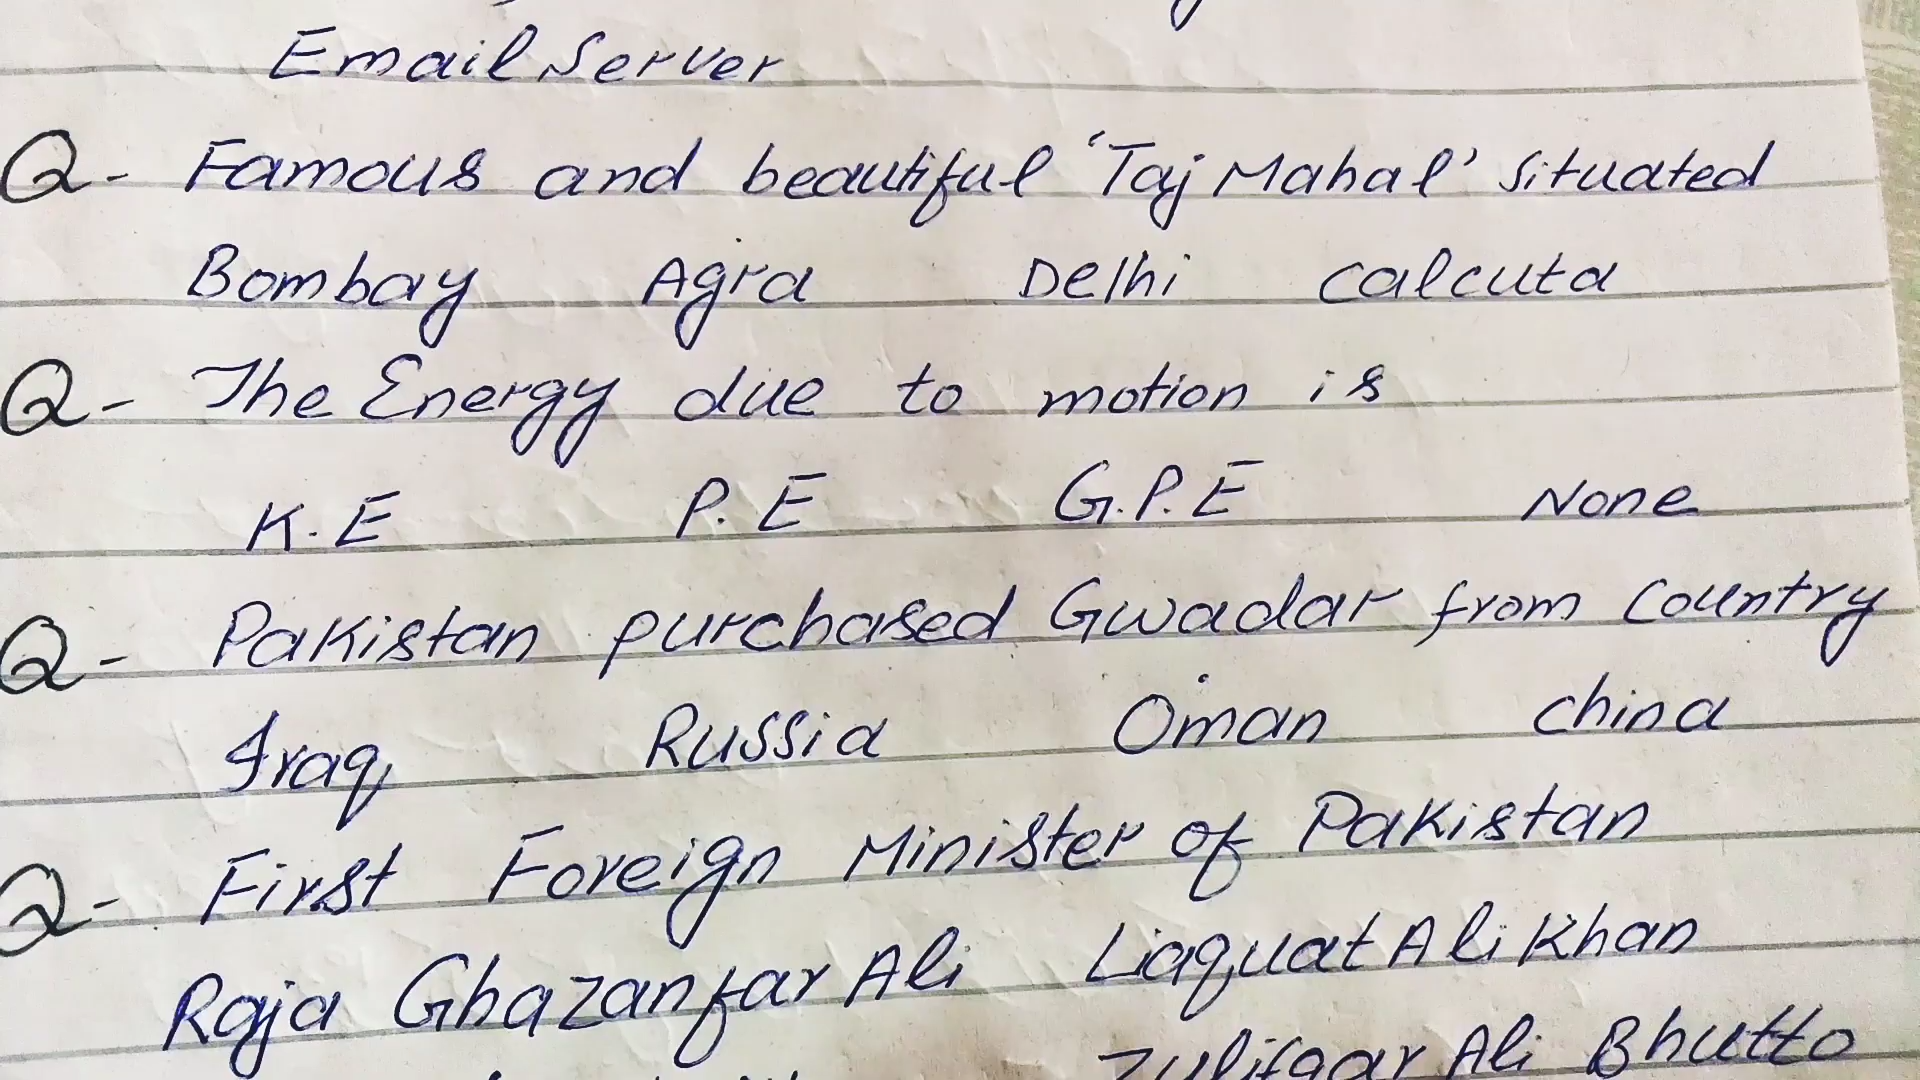 Email Server
Q- Famous and beautiful 'Taj Mahal' Situated
Bombay Agra Delhi Calcuta
Q- The Energy due to motion is
K.E P.E G.P.E None
Q- Pakistan purchased Gwadar from Country
Iraq Russia Oman China
Q- First Foreign Minister of Pakistan
Raja Ghazanfar Ali Liaquat Ali Khan
Zulifqar Ali Bhutto